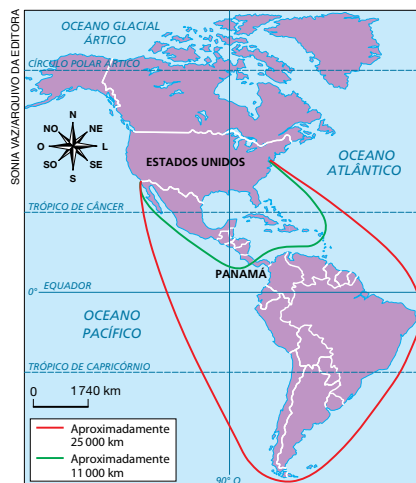 SONIA VAZ/ARQUIVO DA EDITORA
OCEANO GLACIAL
ÁRTICO
CÍRCULO POLAR ÁRTICO
N
NO NE
O L
SO SE
S
ESTADOS UNIDOS
OCEANO
ATLÂNTICO
TRÓPICO DE CÂNCER
PANAMÁ
0° EQUADOR
OCEANO
PACÍFICO
TRÓPICO DE CAPRICÓRNIO
0 1740 km
Aproximadamente
25 000 km
Aproximadamente
11 000 km
90° O